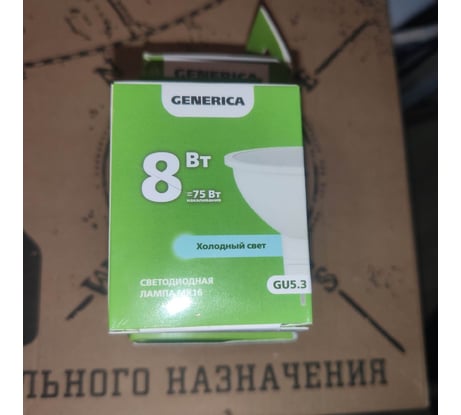 GENERICA
GENERICA
8 Вт
=75 Вт
накаливания
Холодный свет
СВЕТОДИОДНАЯ
ЛАМПА MR16
GU5.3
ЛЬНОГО НАЗНАЧЕНИЯ